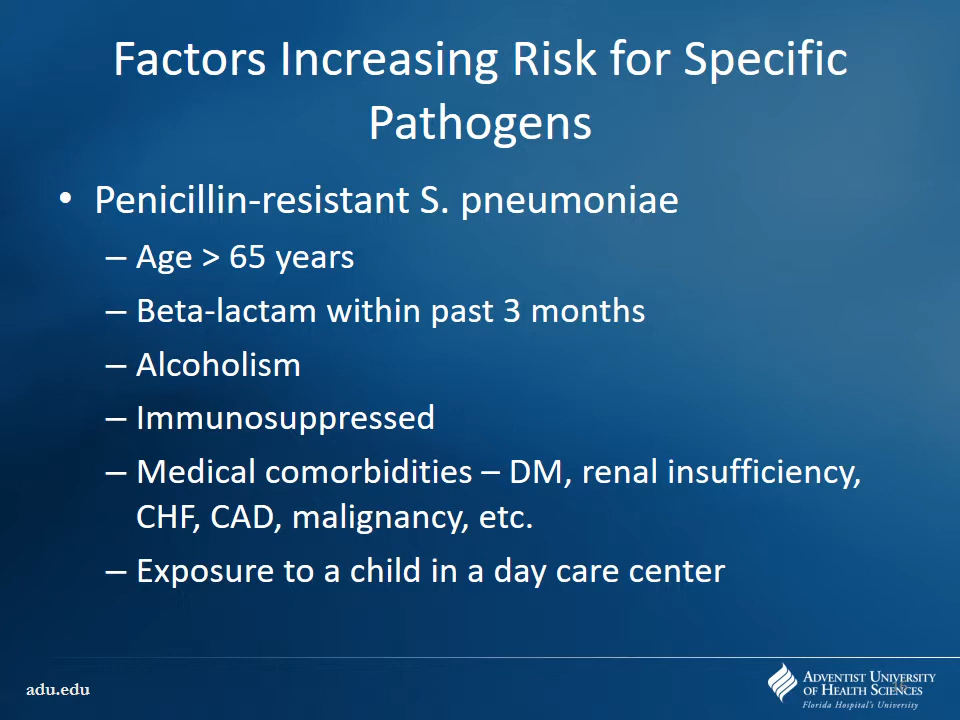 Factors Increasing Risk for Specific
Pathogens
• Penicillin-resistant S. pneumoniae
– Age > 65 years
– Beta-lactam within past 3 months
– Alcoholism
– Immunosuppressed
– Medical comorbidities – DM, renal insufficiency,
CHF, CAD, malignancy, etc.
– Exposure to a child in a day care center
adu.edu
ADVENTIST UNIVERSITY
OF HEALTH SCIENCES
Florida Hospital's University